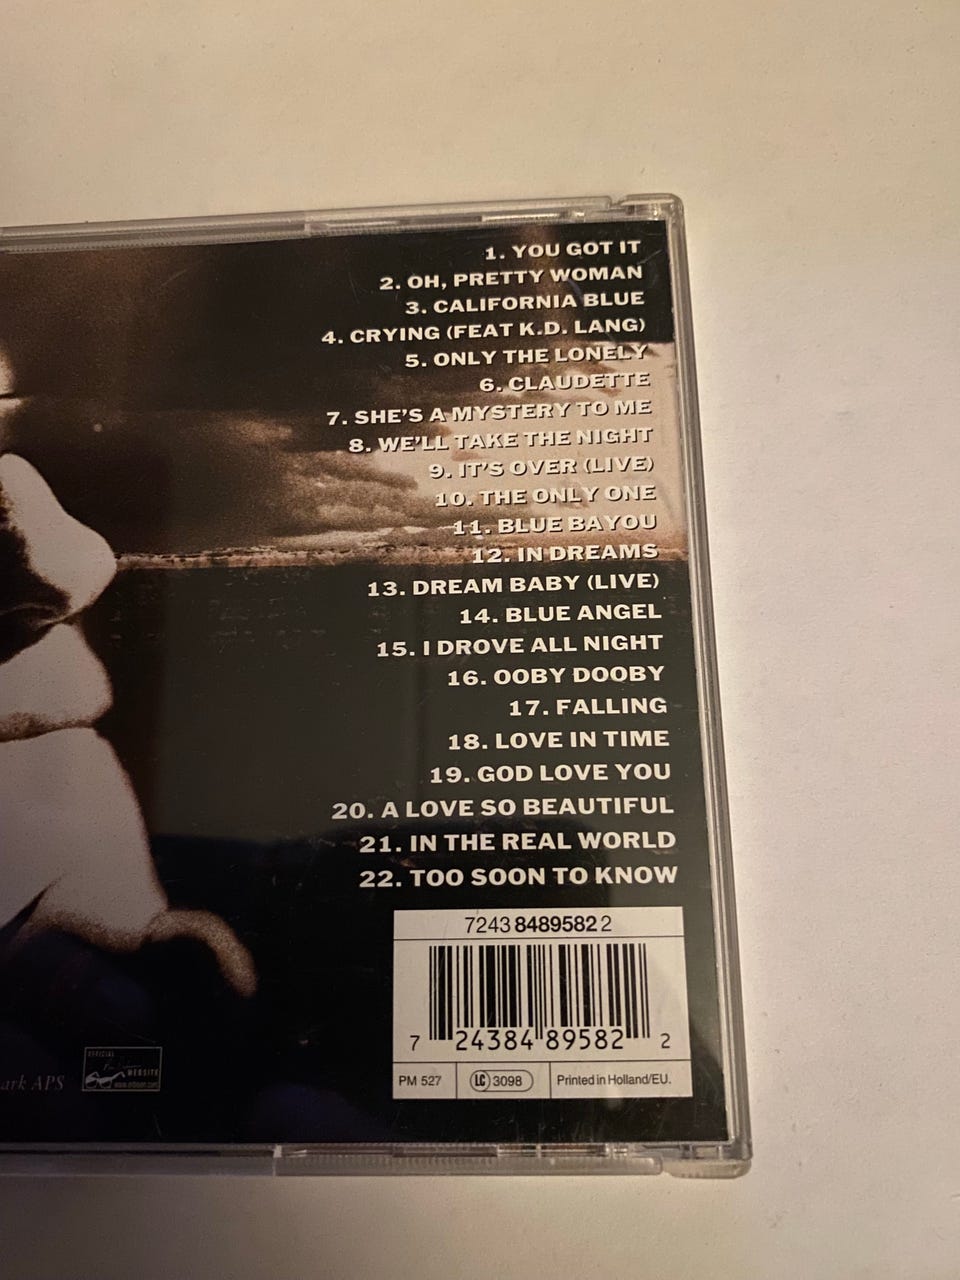 1. YOU GOT IT
2. OH, PRETTY WOMAN
3. CALIFORNIA BLUE
4. CRYING (FEAT K.D. LANG)
5. ONLY THE LONELY
6. CLAUDETTE
7. SHE'S A MYSTERY TO ME
8. WE'LL TAKE THE NIGHT
9. IT'S OVER (LIVE)
10. THE ONLY ONE
11. BLUE BAYOU
12. IN DREAMS
13. DREAM BABY (LIVE)
14. BLUE ANGEL
15. I DROVE ALL NIGHT
16. OOBY DOOBY
17. FALLING
18. LOVE IN TIME
19. GOD LOVE YOU
20. A LOVE SO BEAUTIFUL
21. IN THE REAL WORLD
22. TOO SOON TO KNOW
7243 8489582 2
7 24384 89582 2
PM 527
LC 3098
Printed in Holland/EU.
ark APS
OFFICIAL
WEBSITE